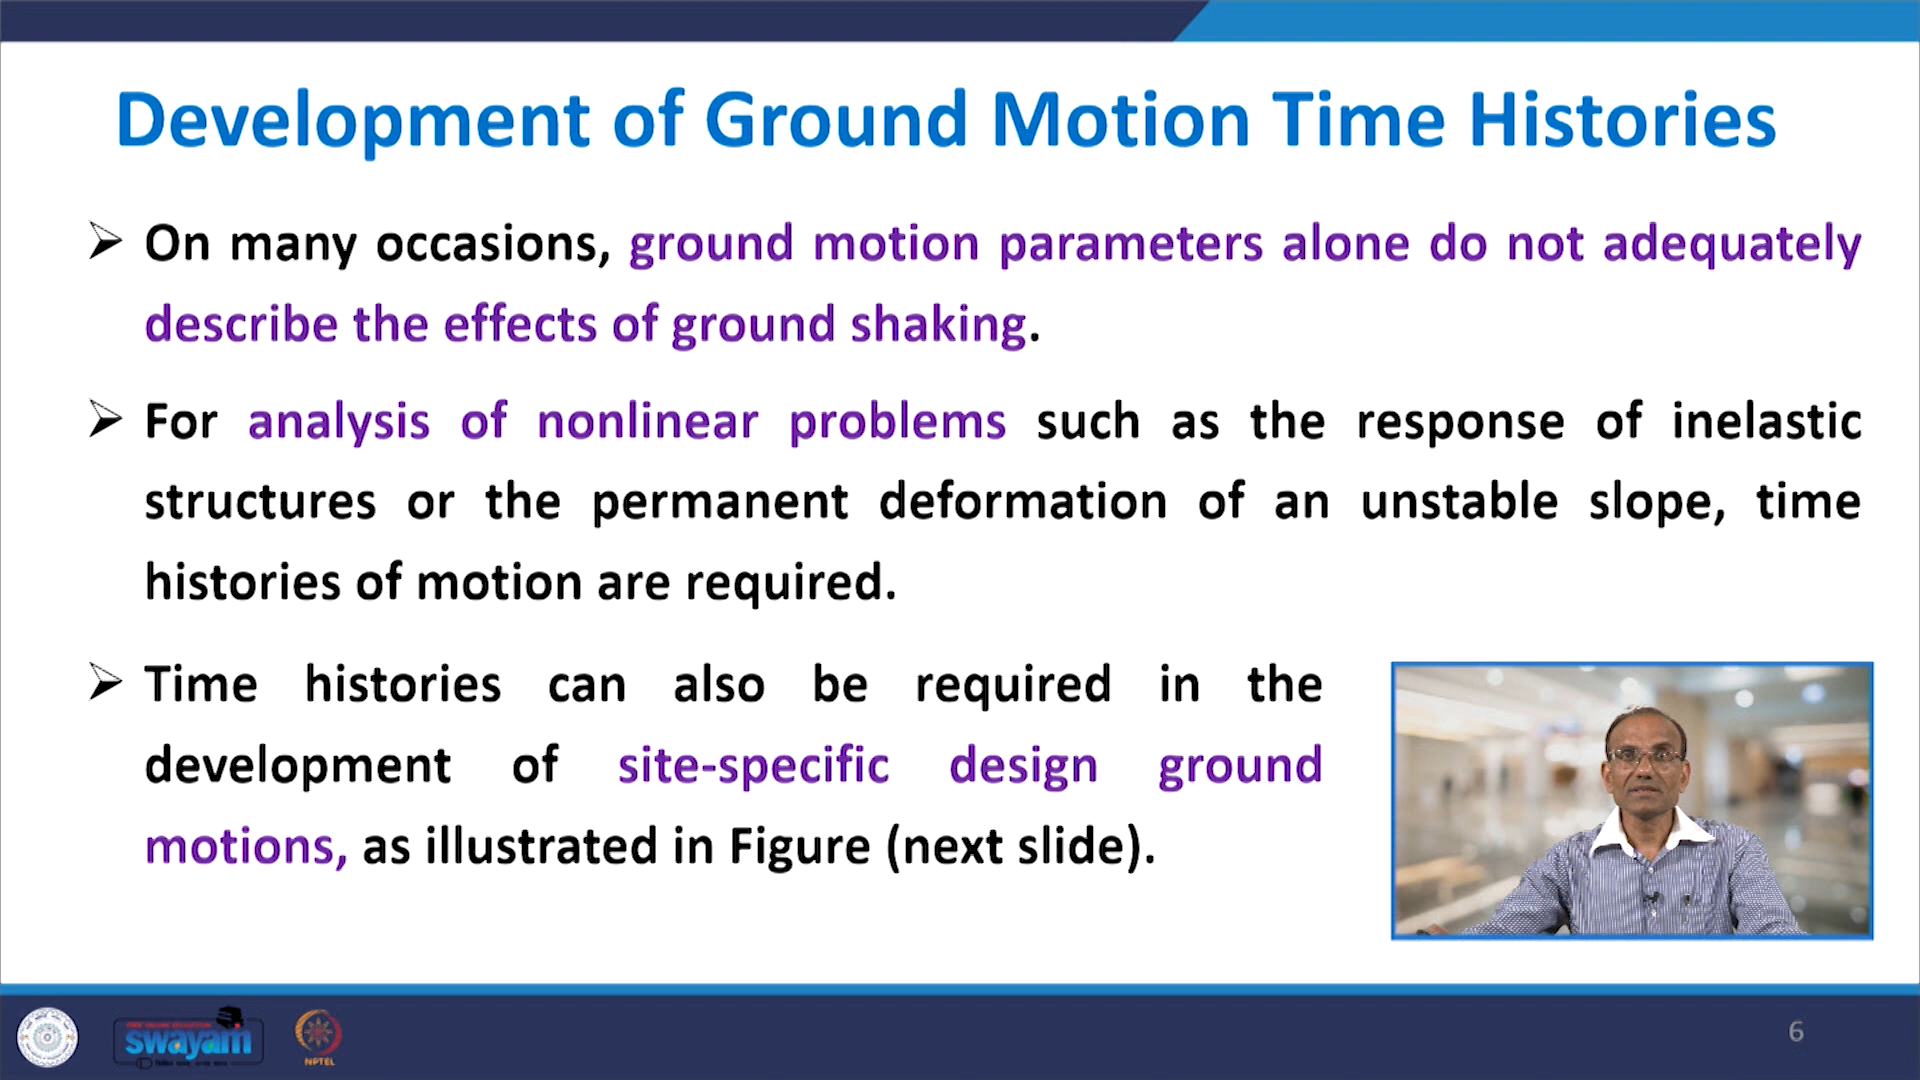 Development of Ground Motion Time Histories
➢ On many occasions, ground motion parameters alone do not adequately
describe the effects of ground shaking.
➢ For analysis of nonlinear problems such as the response of inelastic
structures or the permanent deformation of an unstable slope, time
histories of motion are required.
➢ Time histories can also be required in the
development of site-specific design ground
motions, as illustrated in Figure (next slide).
swayam
NPTEL
6